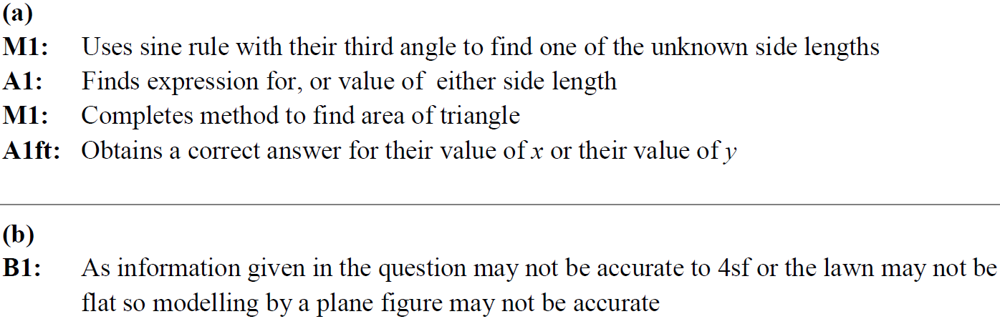 (a)
M1: Uses sine rule with their third angle to find one of the unknown side lengths
A1: Finds expression for, or value of either side length
M1: Completes method to find area of triangle
A1ft: Obtains a correct answer for their value of x or their value of y
(b)
B1: As information given in the question may not be accurate to 4sf or the lawn may not be
flat so modelling by a plane figure may not be accurate